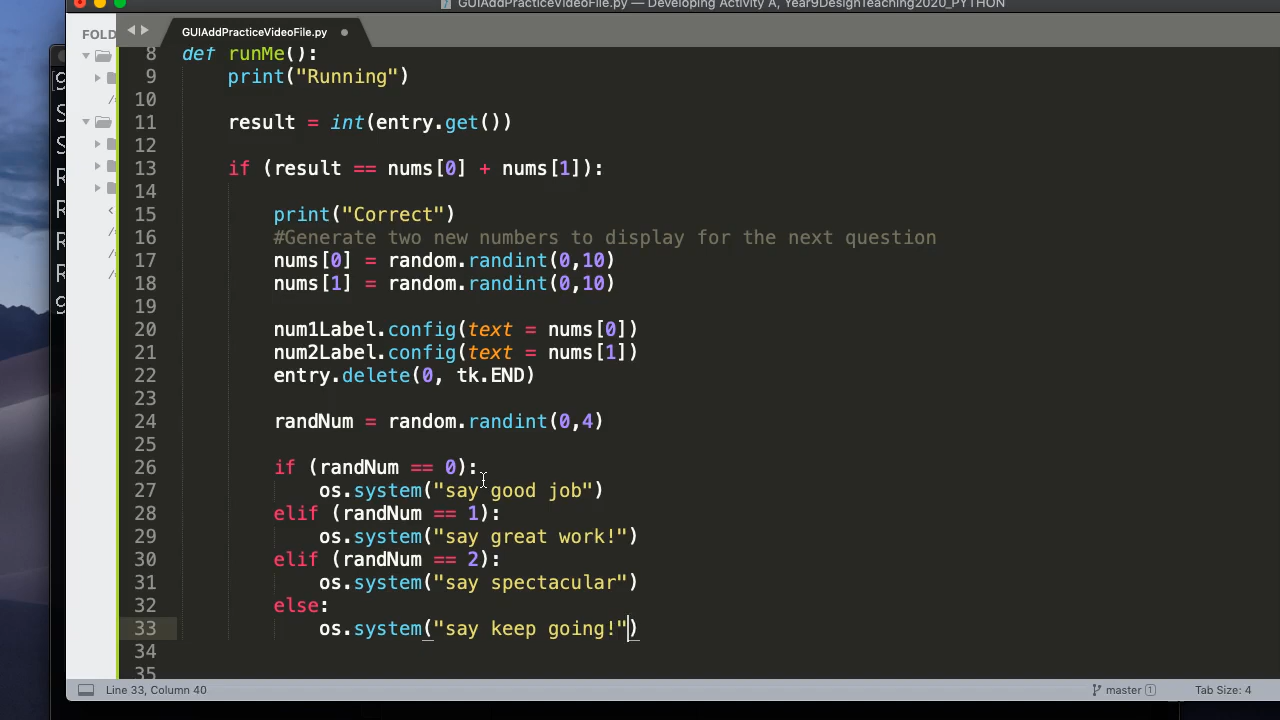 GUIAddPracticeVideoFile.py — Developing Activity A, Year9DesignTeaching2020_PYTHON
FOLD
GUIAddPracticeVideoFile.py
8 def runMe():
9 print("Running")
10
11 result = int(entry.get())
12
13 if (result == nums[0] + nums[1]):
14
15 print("Correct")
16 #Generate two new numbers to display for the next question
17 nums[0] = random.randint(0,10)
18 nums[1] = random.randint(0,10)
19
20 num1Label.config(text = nums[0])
21 num2Label.config(text = nums[1])
22 entry.delete(0, tk.END)
23
24 randNum = random.randint(0,4)
25
26 if (randNum == 0):
27 os.system("say good job")
28 elif (randNum == 1):
29 os.system("say great work!")
30 elif (randNum == 2):
31 os.system("say spectacular")
32 else:
33 os.system("say keep going!")
34
35
Line 33, Column 40
master 1
Tab Size: 4